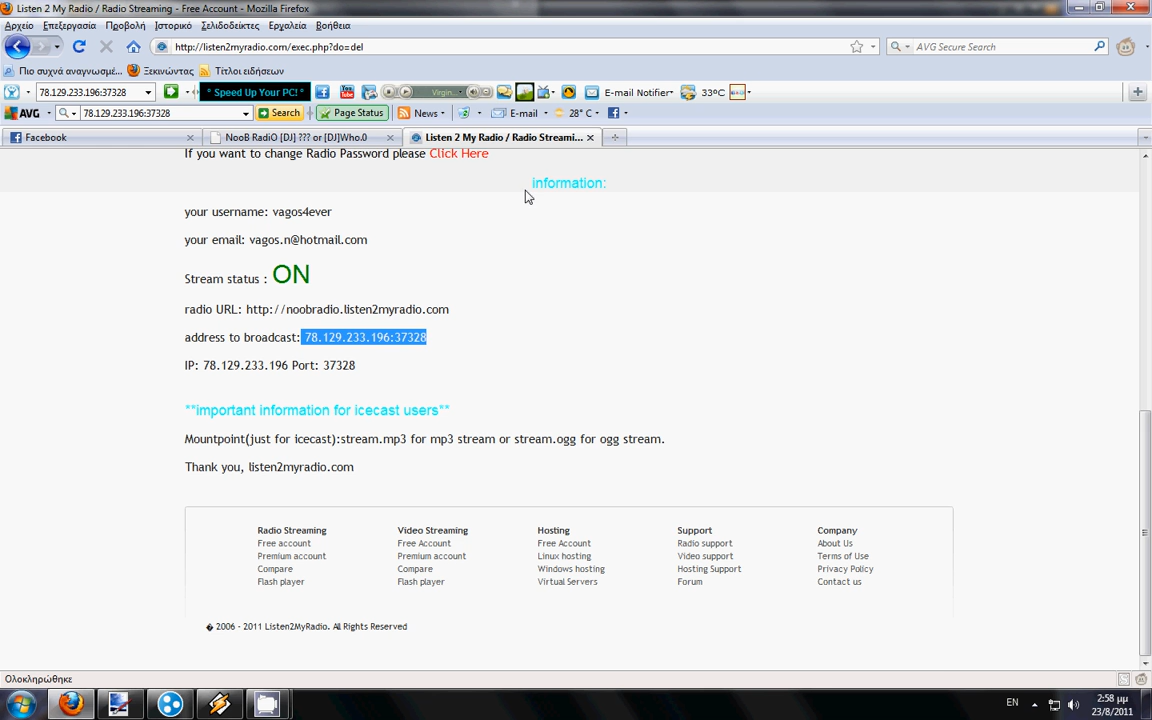 Listen 2 My Radio / Radio Streaming - Free Account - Mozilla Firefox
Αρχείο Επεξεργασία Προβολή Ιστορικό Σελιδοδείκτες Εργαλεία Βοήθεια
http://listen2myradio.com/exec.php?do=del
AVG Secure Search
Πιο συχνά αναγνωσμέ... Ξεκινώντας Τίτλοι ειδήσεων
78.129.233.196:37328 ° Speed Up Your PC! ° Virgin... E-mail Notifier 33ºC
AVG 78.129.233.196:37328 Search Page Status News E-mail 28° C
Facebook NooB RadiO [DJ] ??? or [DJ]Who.0 Listen 2 My Radio / Radio Streami...
If you want to change Radio Password please Click Here
information:
your username: vagos4ever
your email: vagos.n@hotmail.com
Stream status : ON
radio URL: http://noobradio.listen2myradio.com
address to broadcast: 78.129.233.196:37328
IP: 78.129.233.196 Port: 37328
**important information for icecast users**
Mountpoint(just for icecast):stream.mp3 for mp3 stream or stream.ogg for ogg stream.
Thank you, listen2myradio.com
Radio Streaming Video Streaming Hosting Support Company
Free account Free Account Free Account Radio support About Us
Premium account Premium account Linux hosting Video support Terms of Use
Compare Compare Windows hosting Hosting Support Privacy Policy
Flash player Flash player Virtual Servers Forum Contact us
� 2006 - 2011 Listen2MyRadio. All Rights Reserved
Ολοκληρώθηκε
EN 2:58 μμ
23/8/2011